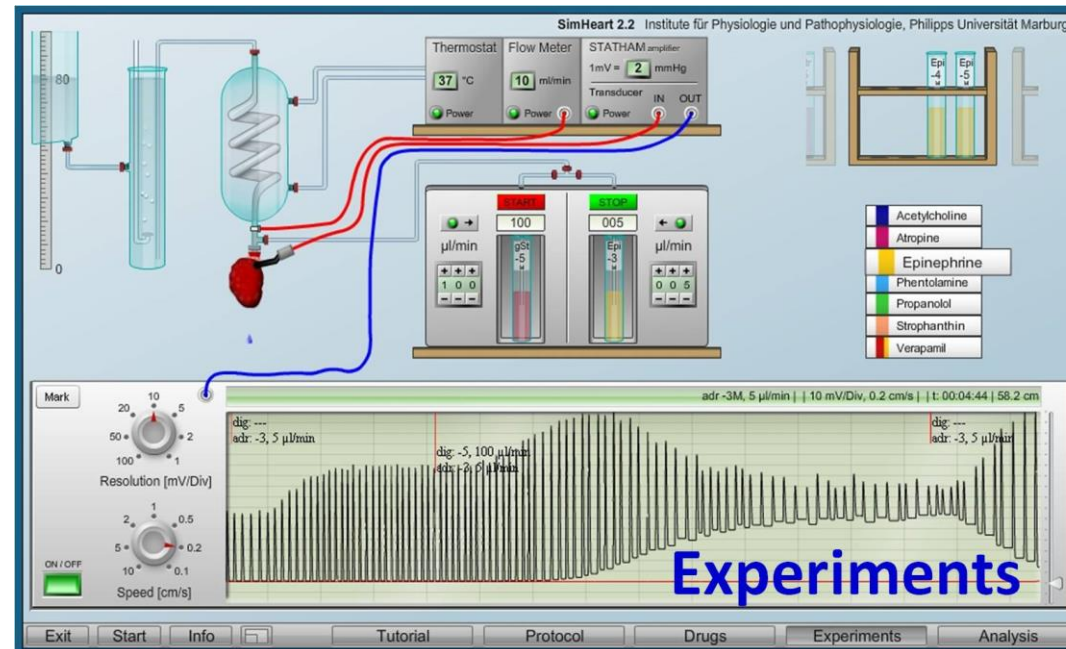 SimHeart 2.2 Institute für Physiologie und Pathophysiologie, Philipps Universität Marburg
Thermostat Flow Meter STATHAM amplifier
37 °C 10 ml/min 1mV = 2 mmHg
Transducer IN OUT
Power Power Power
80
0
Epi Epi
-4 -5
M M
START STOP
100 005
µl/min µl/min
gSt Epi
-5 -3
M M
+ + + + + +
1 0 0 0 0 5
- - - - - -
Acetylcholine
Atropine
Epinephrine
Phentolamine
Propanolol
Strophanthin
Verapamil
Mark
adr -3M, 5 µl/min | | 10 mV/Div, 0.2 cm/s | | t: 00:04:44 | 58.2 cm
10
20 5
50 2
100 1
Resolution [mV/Div]
1
2 0.5
5 0.2
10 0.1
Speed [cm/s]
ON / OFF
dig: ---
adr: -3, 5 µl/min
dig: -5, 100 µl/min
adr: -3, 5 µl/min
dig: ---
adr: -3, 5 µl/min
Experiments
Exit Start Info Tutorial Protocol Drugs Experiments Analysis